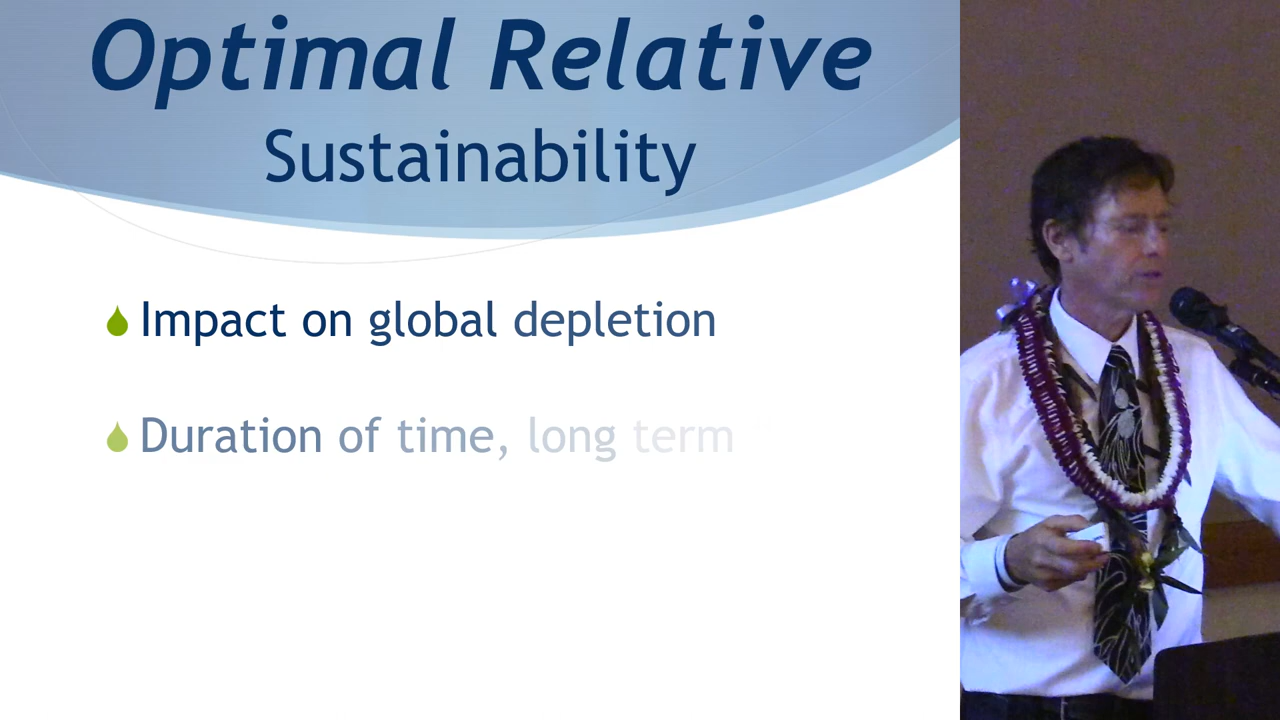 Optimal Relative
Sustainability
Impact on global depletion
Duration of time, long term